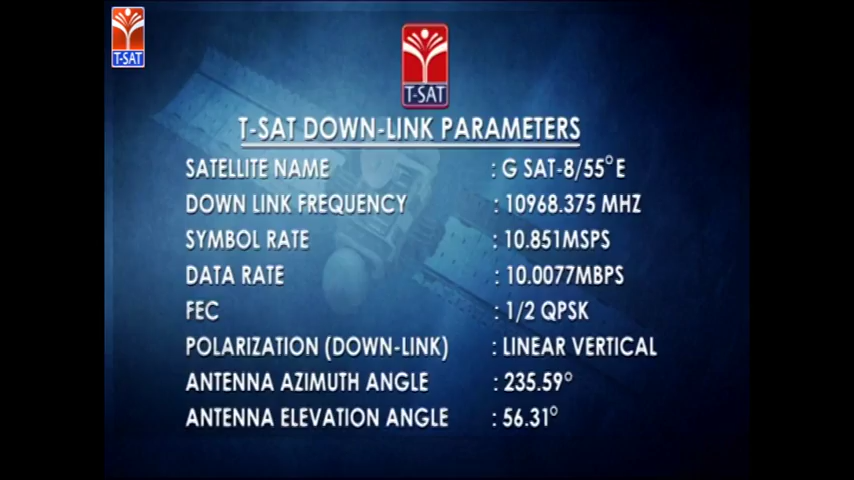 T-SAT
T-SAT
T-SAT DOWN-LINK PARAMETERS
SATELLITE NAME : G SAT-8/55° E
DOWN LINK FREQUENCY : 10968.375 MHZ
SYMBOL RATE : 10.851MSPS
DATA RATE : 10.0077MBPS
FEC : 1/2 QPSK
POLARIZATION (DOWN-LINK) : LINEAR VERTICAL
ANTENNA AZIMUTH ANGLE : 235.59°
ANTENNA ELEVATION ANGLE : 56.31°